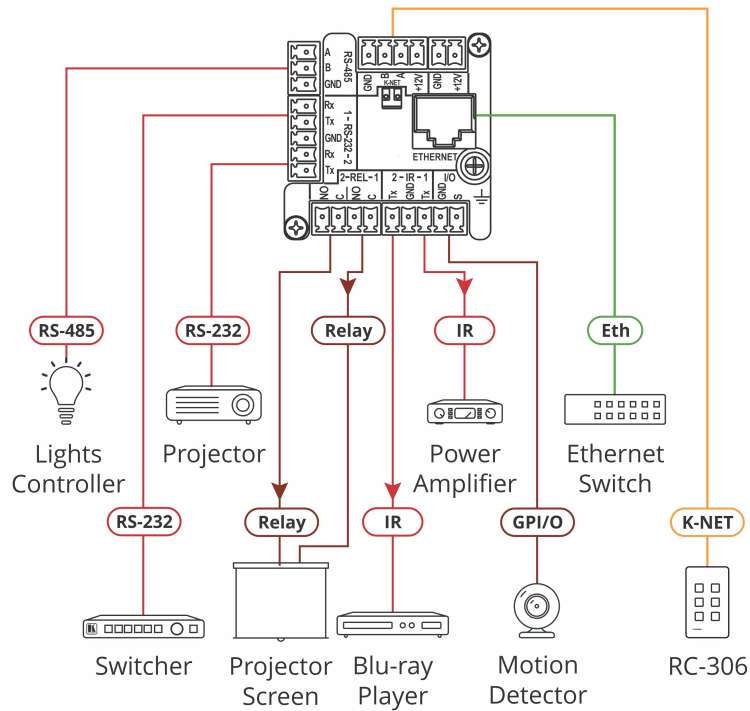 A
B
GND
RS-485
Rx
Tx
GND
Rx
Tx
1 - RS-232 - 2
GND
B
A
+12V
GND
+12V
K-NET
ETHERNET
2-REL-1
2 - IR - 1
I/O
NO
C
NO
C
Tx
GND
Tx
GND
S
RS-485
RS-232
Relay
IR
Eth
Lights
Controller
Projector
Power
Amplifier
Ethernet
Switch
RS-232
Relay
IR
GPI/O
K-NET
Switcher
Projector
Screen
Blu-ray
Player
Motion
Detector
RC-306